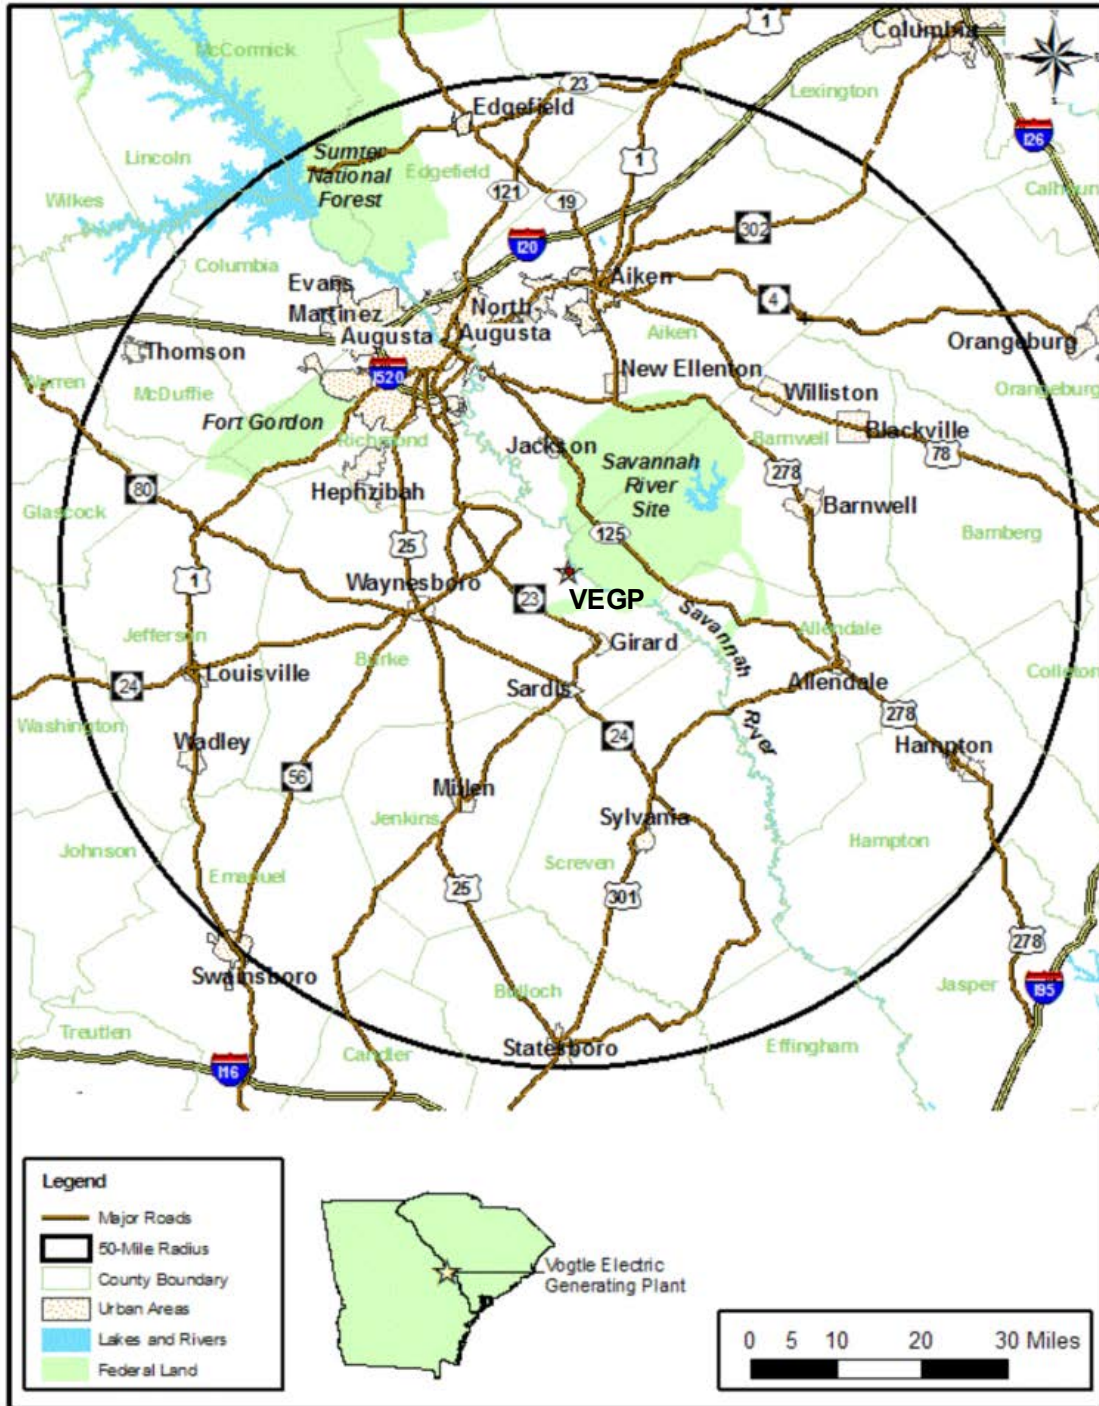 1
Columbia
McCormick
23
Lexington
Edgefield
I26
Lincoln
Sumter
National
Forest
Edgefield
1
Calhoun
Wilkes
121
19
302
I20
Columbia
Evans
Aiken
Martinez
North
Augusta
Augusta
4
Aiken
Orangeburg
Thomson
I520
New Ellenton
Warren
McDuffie
Williston
Orangeburg
Fort Gordon
Richmond
Jackson
Barnwell
Blackville
78
Savannah
River
Site
278
Hephzibah
80
Glascock
Barnwell
125
Bamberg
25
1
Waynesboro
23
VEGP
Savannah
River
Jefferson
Girard
Allendale
Burke
Louisville
24
Sardis
Allendale
Colleton
Washington
278
Wadley
24
Hampton
56
Millen
Jenkins
Sylvania
Johnson
Screven
Hampton
Emanuel
25
301
278
Swainsboro
Bulloch
Jasper
I95
Treutlen
Candler
Statesboro
Effingham
I16
Legend
Major Roads
50-Mile Radius
County Boundary
Urban Areas
Lakes and Rivers
Federal Land
Vogtle Electric
Generating Plant
0 5 10 20 30 Miles